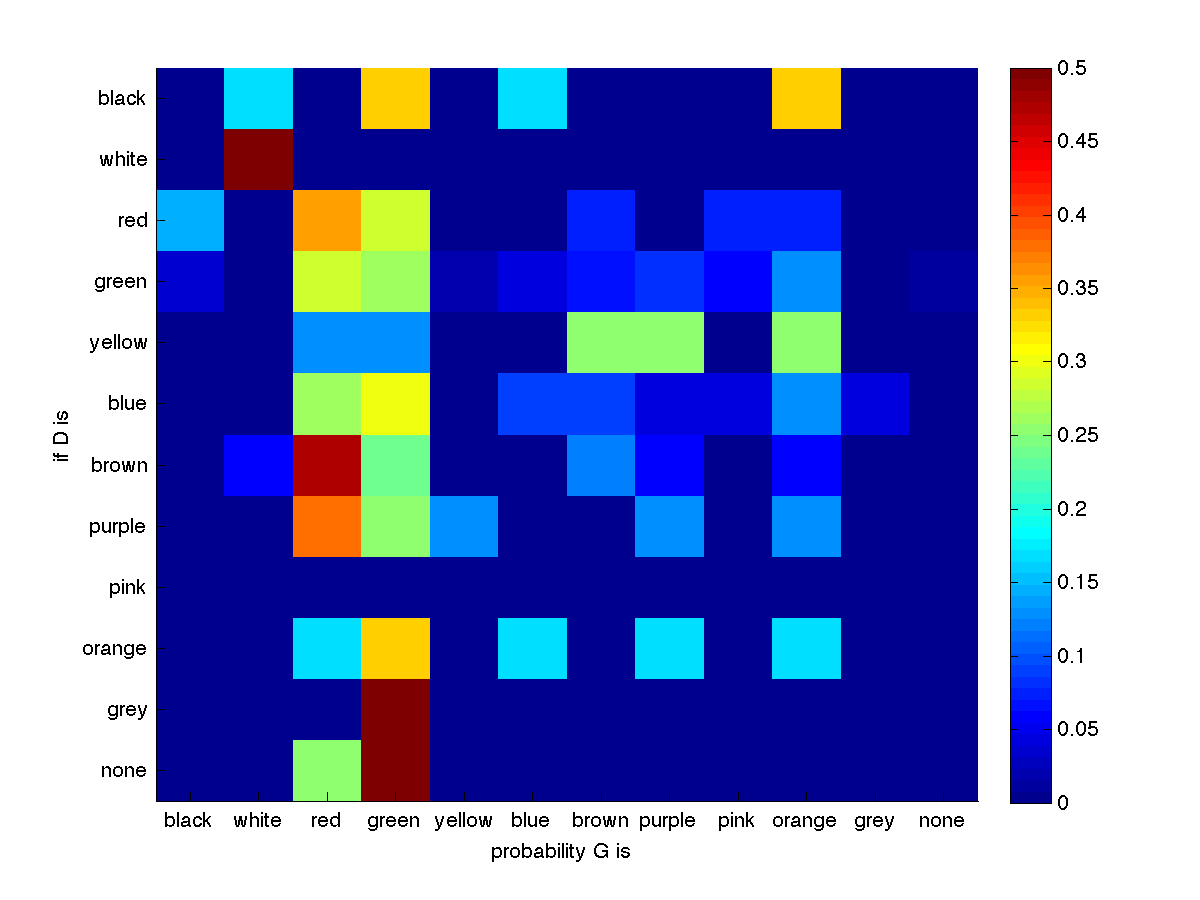 black
white
red
green
yellow
blue
brown
purple
pink
orange
grey
none
if D is
black white red green yellow blue brown purple pink orange grey none
probability G is
0.5
0.45
0.4
0.35
0.3
0.25
0.2
0.15
0.1
0.05
0